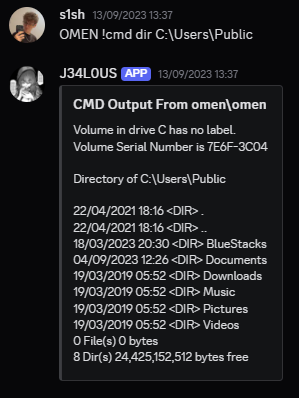 s1sh 13/09/2023 13:37
OMEN !cmd dir C:\Users\Public
J34L0US APP 13/09/2023 13:37
CMD Output From omen\omen
Volume in drive C has no label.
Volume Serial Number is 7E6F-3C04
Directory of C:\Users\Public
22/04/2021 18:16 <DIR> .
22/04/2021 18:16 <DIR> ..
18/03/2023 20:30 <DIR> BlueStacks
04/09/2023 12:26 <DIR> Documents
19/03/2019 05:52 <DIR> Downloads
19/03/2019 05:52 <DIR> Music
19/03/2019 05:52 <DIR> Pictures
19/03/2019 05:52 <DIR> Videos
0 File(s) 0 bytes
8 Dir(s) 24,425,152,512 bytes free